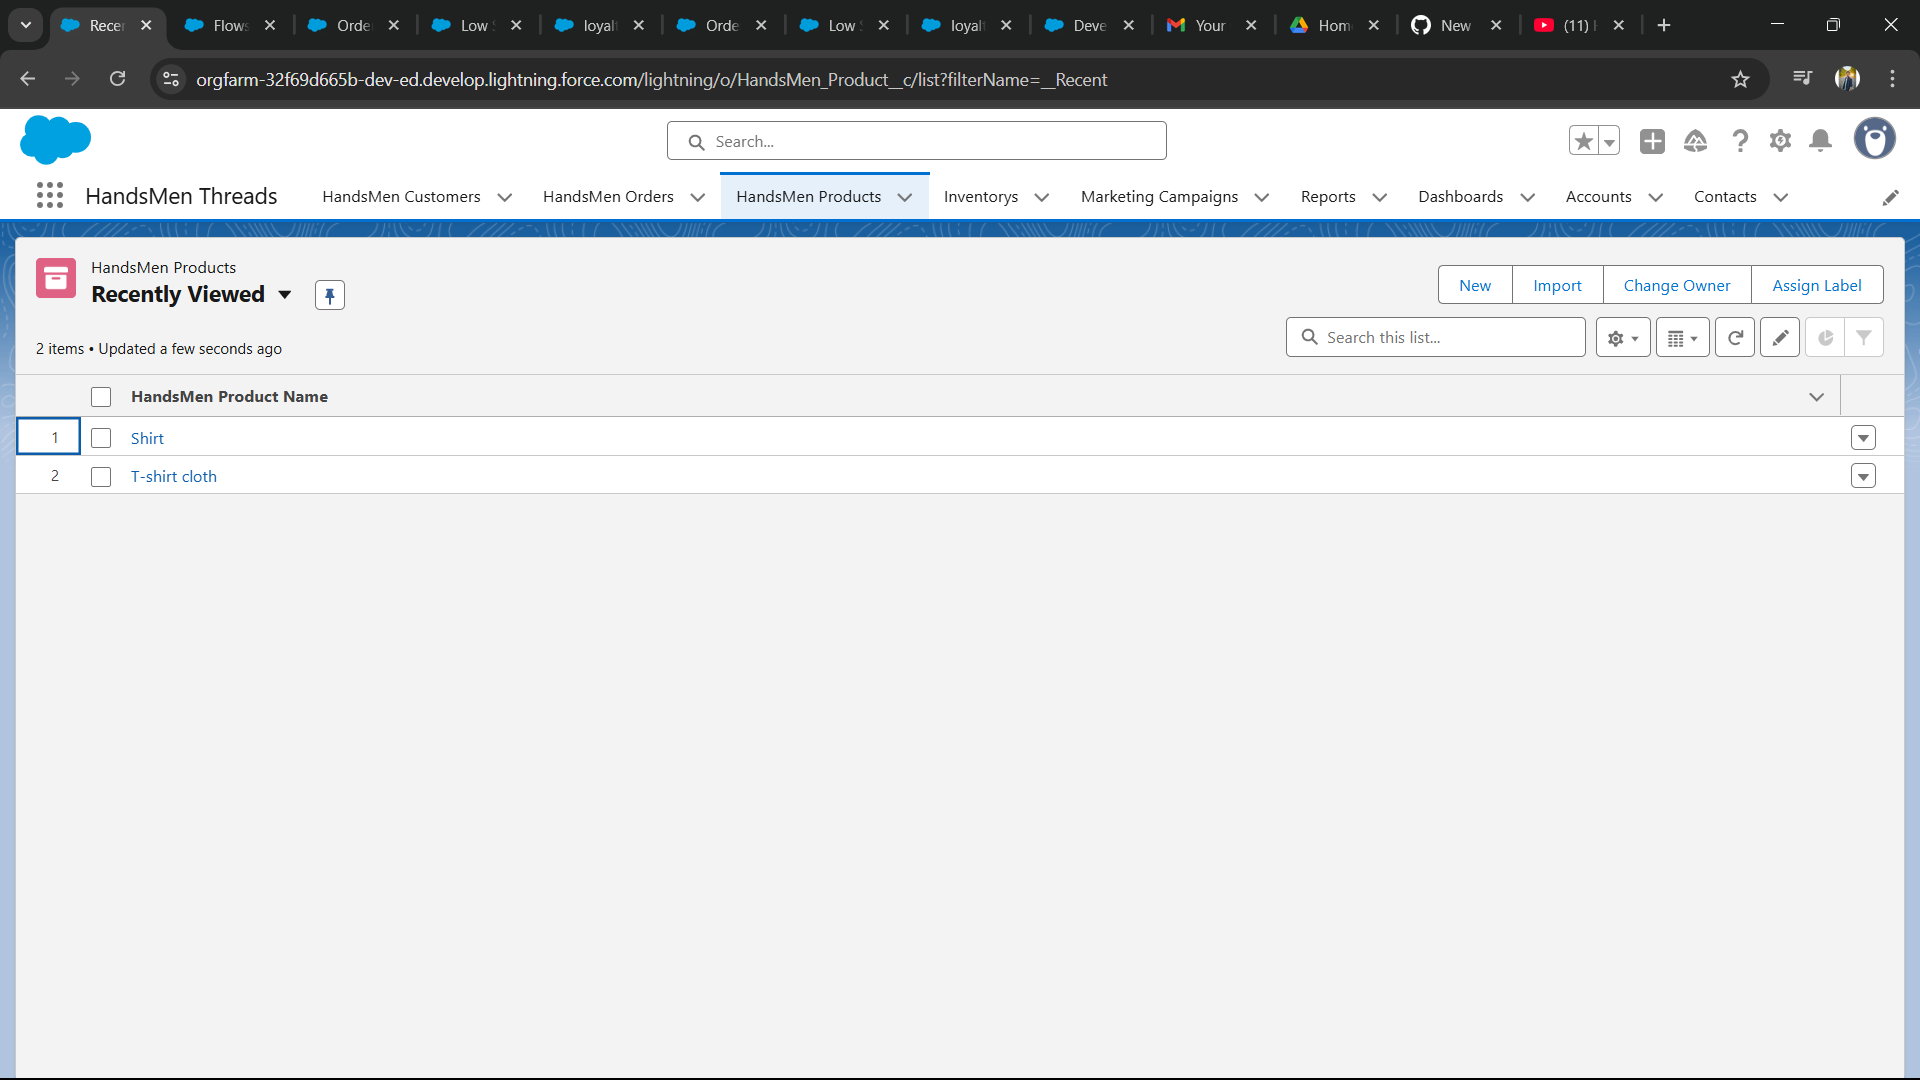 Recen
Flows
Order
Low S
loyalt
Orde
Low S
loyalt
Deve
Your
Hom
New
(11)
orgfarm-32f69d665b-dev-ed.develop.lightning.force.com/lightning/o/HandsMen_Product__c/list?filterName=__Recent
Search...
HandsMen Threads
HandsMen Customers
HandsMen Orders
HandsMen Products
Inventorys
Marketing Campaigns
Reports
Dashboards
Accounts
Contacts
HandsMen Products
Recently Viewed
New
Import
Change Owner
Assign Label
2 items • Updated a few seconds ago
Search this list...
HandsMen Product Name
1 Shirt
2 T-shirt cloth